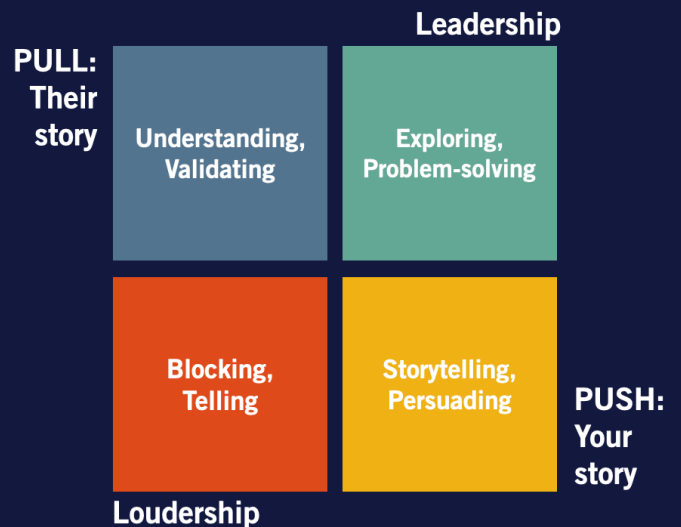 Leadership
PULL:
Their
story
Understanding,
Validating
Exploring,
Problem-solving
Blocking,
Telling
Storytelling,
Persuading
PUSH:
Your
story
Loudership